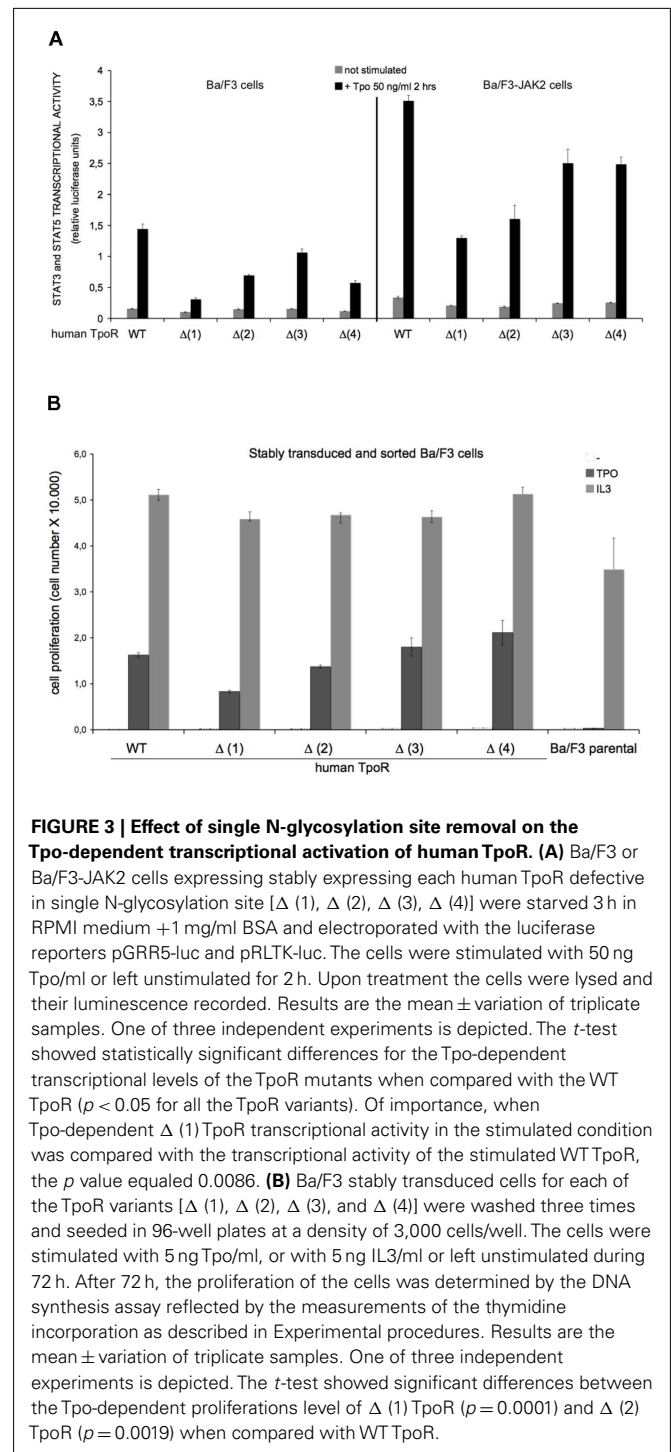 A
not stimulated
Ba/F3 cells
+ Tpo 50 ng/ml 2 hrs
Ba/F3-JAK2 cells
STAT3 and STAT5 TRANSCRIPTIONAL ACTIVITY
(relative luciferase units)
4
3,5
3
2,5
2
1,5
1
0,5
0
human TpoR
WT
Δ(1)
Δ(2)
Δ(3)
Δ(4)
WT
Δ(1)
Δ(2)
Δ(3)
Δ(4)
B
Stably transduced and sorted Ba/F3 cells
-
TPO
IL3
cell proliferation (cell number X 10.000)
6,0
5,0
4,0
3,0
2,0
1,0
0,0
WT
Δ (1)
Δ (2)
Δ (3)
Δ (4)
Ba/F3 parental
human TpoR
FIGURE 3 | Effect of single N-glycosylation site removal on the
Tpo-dependent transcriptional activation of human TpoR. (A) Ba/F3 or
Ba/F3-JAK2 cells expressing stably expressing each human TpoR defective
in single N-glycosylation site [Δ (1), Δ (2), Δ (3), Δ (4)] were starved 3 h in
RPMI medium +1 mg/ml BSA and electroporated with the luciferase
reporters pGRR5-luc and pRLTK-luc. The cells were stimulated with 50 ng
Tpo/ml or left unstimulated for 2 h. Upon treatment the cells were lysed and
their luminescence recorded. Results are the mean ± variation of triplicate
samples. One of three independent experiments is depicted. The t-test
showed statistically significant differences for the Tpo-dependent
transcriptional levels of the TpoR mutants when compared with the WT
TpoR (p < 0.05 for all the TpoR variants). Of importance, when
Tpo-dependent Δ (1) TpoR transcriptional activity in the stimulated condition
was compared with the transcriptional activity of the stimulated WT TpoR,
the p value equaled 0.0086. (B) Ba/F3 stably transduced cells for each of
the TpoR variants [Δ (1), Δ (2), Δ (3), and Δ (4)] were washed three times
and seeded in 96-well plates at a density of 3,000 cells/well. The cells were
stimulated with 5 ng Tpo/ml, or with 5 ng IL3/ml or left unstimulated during
72 h. After 72 h, the proliferation of the cells was determined by the DNA
synthesis assay reflected by the measurements of the thymidine
incorporation as described in Experimental procedures. Results are the
mean ± variation of triplicate samples. One of three independent
experiments is depicted. The t-test showed significant differences between
the Tpo-dependent proliferations level of Δ (1) TpoR (p = 0.0001) and Δ (2)
TpoR (p = 0.0019) when compared with WT TpoR.